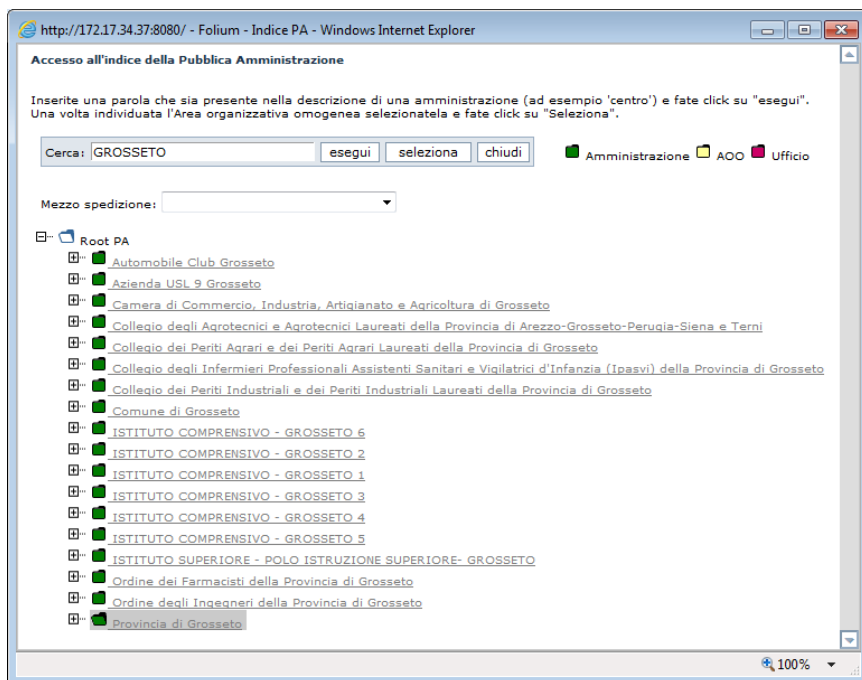 http://172.17.34.37:8080/ - Folium - Indice PA - Windows Internet Explorer
Accesso all'indice della Pubblica Amministrazione
Inserite una parola che sia presente nella descrizione di una amministrazione (ad esempio 'centro') e fate click su "esegui".
Una volta individuata l'Area organizzativa omogenea selezionatela e fate click su "Seleziona".
Cerca: GROSSETO esegui seleziona chiudi Amministrazione AOO Ufficio
Mezzo spedizione:
Root PA
Automobile Club Grosseto
Azienda USL 9 Grosseto
Camera di Commercio, Industria, Artigianato e Agricoltura di Grosseto
Collegio degli Agrotecnici e Agrotecnici Laureati della Provincia di Arezzo-Grosseto-Perugia-Siena e Terni
Collegio dei Periti Agrari e dei Periti Agrari Laureati della Provincia di Grosseto
Collegio degli Infermieri Professionali Assistenti Sanitari e Vigilatrici d'Infanzia (Ipasvi) della Provincia di Grosseto
Collegio dei Periti Industriali e dei Periti Industriali Laureati della Provincia di Grosseto
Comune di Grosseto
ISTITUTO COMPRENSIVO - GROSSETO 6
ISTITUTO COMPRENSIVO - GROSSETO 2
ISTITUTO COMPRENSIVO - GROSSETO 1
ISTITUTO COMPRENSIVO - GROSSETO 3
ISTITUTO COMPRENSIVO - GROSSETO 4
ISTITUTO COMPRENSIVO - GROSSETO 5
ISTITUTO SUPERIORE - POLO ISTRUZIONE SUPERIORE- GROSSETO
Ordine dei Farmacisti della Provincia di Grosseto
Ordine degli Ingegneri della Provincia di Grosseto
Provincia di Grosseto
100%